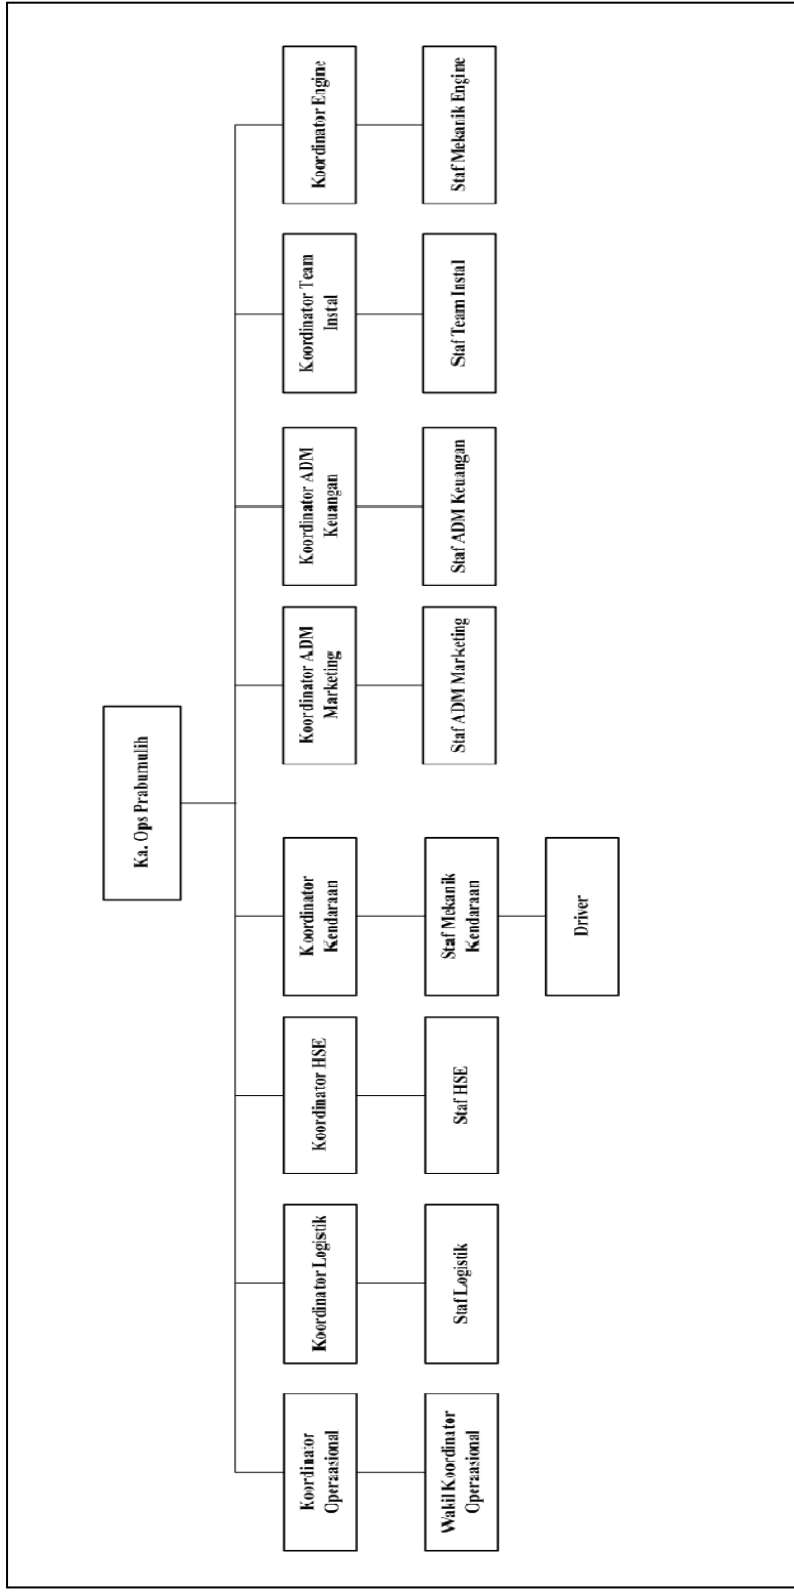 Ka. Ops Prabumulih
Koordinator
Operaasional
Koordinator Logistik
Koordinator HSE
Koordinator
Kendaraan
Koordinator ADM
Marketing
Koordinator ADM
Keuangan
Koordinator Team
Instal
Koordinator Engine
Wakil Koordinator
Operaasional
Staf Logistik
Staf HSE
Staf Mekanik
Kendaraan
Staf ADM Marketing
Staf ADM Keuangan
Staf Team Instal
Staf Mekanik Engine
Driver